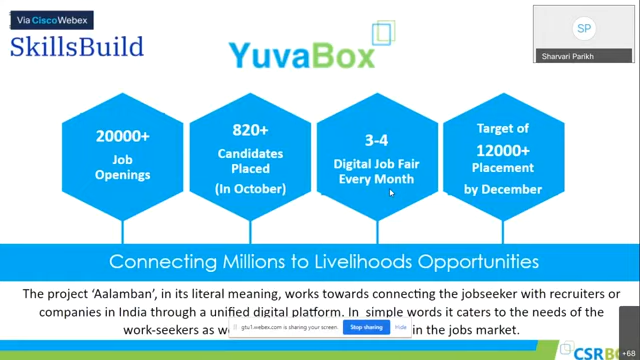 Via CiscoWebex
SkillsBuild
YuvaBox
SP
Sharvari Parikh
20000+
Job
Openings
820+
Candidates
Placed
(In October)
3-4
Digital Job Fair
Every Month
Target of
12000+
Placement
by December
Connecting Millions to Livelihoods Opportunities
The project 'Aalamban', in its literal meaning, works towards connecting the jobseeker with recruiters or
companies in India through a unified digital platform. In simple words it caters to the needs of the
work-seekers as in the jobs market.
gtu1.webex.com is sharing your screen.
Stop sharing
Hide
CSRBO
+68